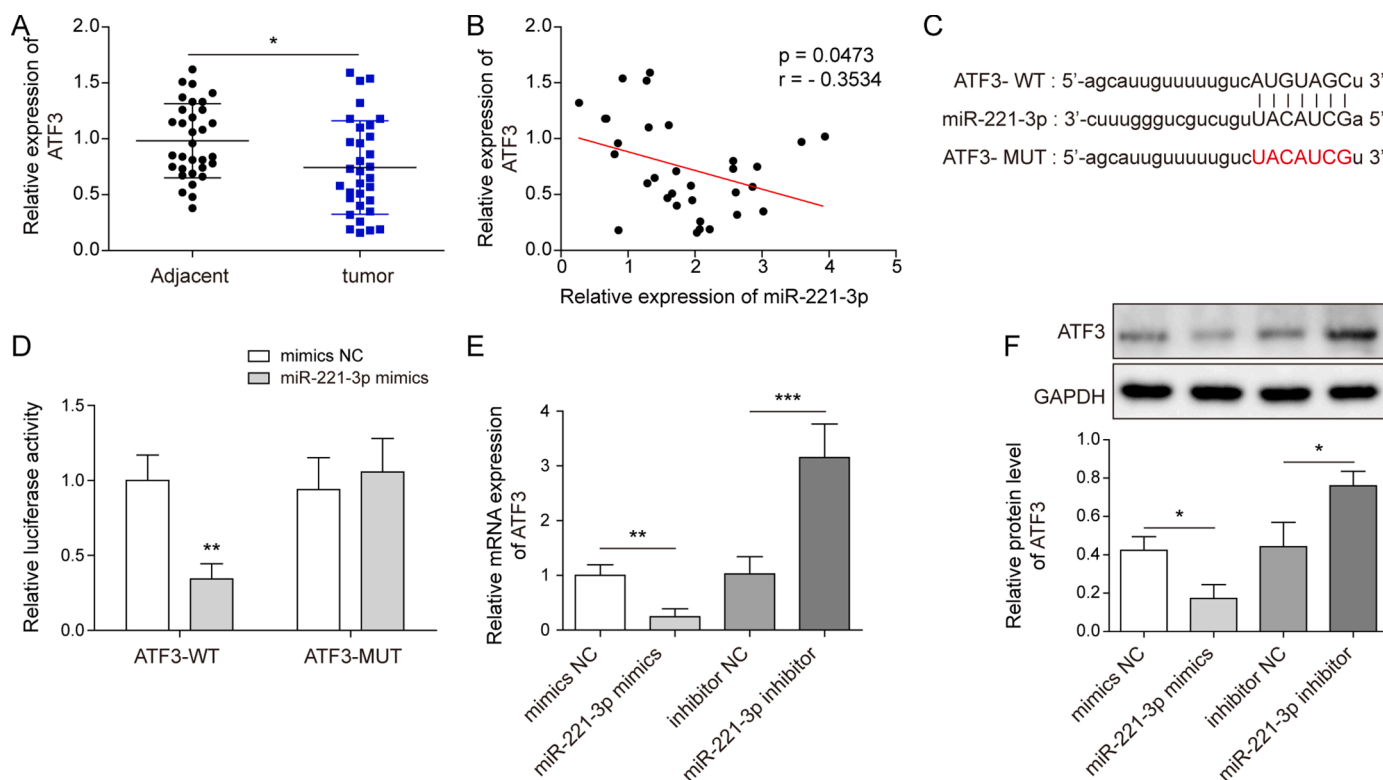 A
Relative expression of
ATF3
2.0
1.5
1.0
0.5
0.0
*
Adjacent
tumor
B
Relative expression of
ATF3
2.0
1.5
1.0
0.5
0.0
p = 0.0473
r = - 0.3534
0
1
2
3
4
5
Relative expression of miR-221-3p
C
ATF3- WT : 5'-agcauuguuuuugucAUGUAGCu 3'
miR-221-3p : 3'-cuuugggucgucuguUACAUCGa 5'
ATF3- MUT : 5'-agcauuguuuuugucUACAUCGu 3'
D
mimics NC
miR-221-3p mimics
Relative luciferase activity
1.5
1.0
0.5
0.0
**
ATF3-WT
ATF3-MUT
E
Relative mRNA expression
of ATF3
4
3
2
1
0
**
***
mimics NC
miR-221-3p mimics
inhibitor NC
miR-221-3p inhibitor
F
ATF3
GAPDH
Relative protein level
of ATF3
1.0
0.8
0.6
0.4
0.2
0.0
*
*
mimics NC
miR-221-3p mimics
inhibitor NC
miR-221-3p inhibitor